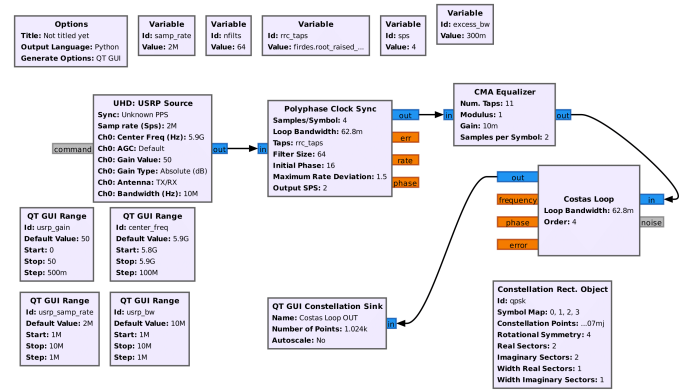 Options
Title: Not titled yet
Output Language: Python
Generate Options: QT GUI
Variable
Id: samp_rate
Value: 2M
Variable
Id: nfilts
Value: 64
Variable
Id: rrc_taps
Value: firdes.root_raised_...
Variable
Id: sps
Value: 4
Variable
Id: excess_bw
Value: 300m
UHD: USRP Source
Sync: Unknown PPS
Samp rate (Sps): 2M
Ch0: Center Freq (Hz): 5.9G
Ch0: AGC: Default
Ch0: Gain Value: 50
Ch0: Gain Type: Absolute (dB)
Ch0: Antenna: TX/RX
Ch0: Bandwidth (Hz): 10M
command
out
Polyphase Clock Sync
Samples/Symbol: 4
Loop Bandwidth: 62.8m
Taps: rrc_taps
Filter Size: 64
Initial Phase: 16
Maximum Rate Deviation: 1.5
Output SPS: 2
in
out
err
rate
phase
CMA Equalizer
Num. Taps: 11
Modulus: 1
Gain: 10m
Samples per Symbol: 2
in
out
Costas Loop
Loop Bandwidth: 62.8m
Order: 4
out
frequency
phase
error
in
noise
QT GUI Range
Id: usrp_gain
Default Value: 50
Start: 0
Stop: 50
Step: 500m
QT GUI Range
Id: center_freq
Default Value: 5.9G
Start: 5.8G
Stop: 5.9G
Step: 100M
QT GUI Range
Id: usrp_samp_rate
Default Value: 2M
Start: 1M
Stop: 10M
Step: 1M
QT GUI Range
Id: usrp_bw
Default Value: 10M
Start: 1M
Stop: 10M
Step: 1M
QT GUI Constellation Sink
Name: Costas Loop OUT
Number of Points: 1.024k
Autoscale: No
in
Constellation Rect. Object
Id: qpsk
Symbol Map: 0, 1, 2, 3
Constellation Points: ...07mj
Rotational Symmetry: 4
Real Sectors: 2
Imaginary Sectors: 2
Width Real Sectors: 1
Width Imaginary Sectors: 1